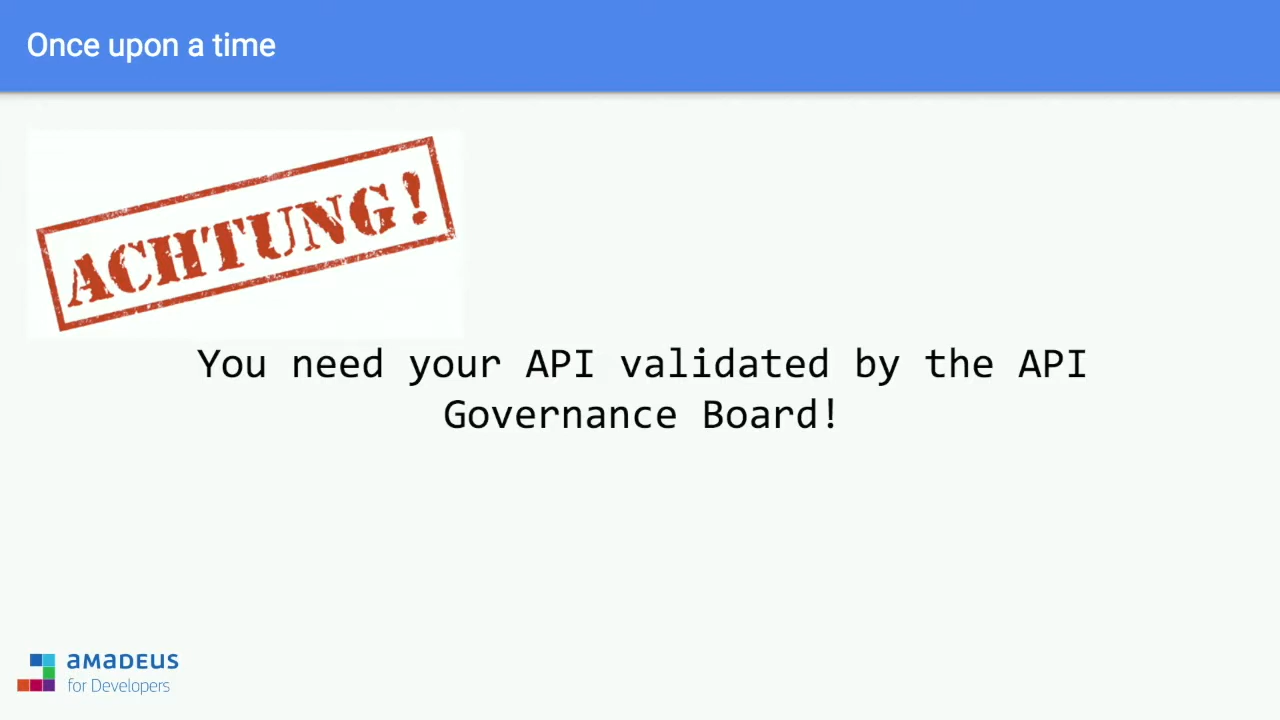 Once upon a time
ACHTUNG!
You need your API validated by the API
Governance Board!
amadeus
for Developers